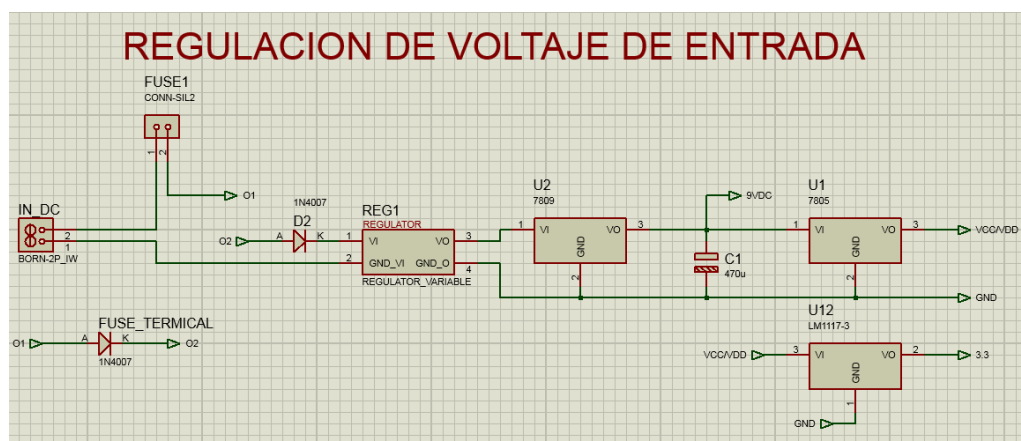 REGULACION DE VOLTAJE DE ENTRADA
FUSE1
CONN-SIL2
1
2
O1
IN_DC
2
1
BORN-2P_IW
1N4007
D2
O2
A
K
REG1
REGULATOR
1
VI
VO
3
2
GND_VI
GND_O
4
REGULATOR_VARIABLE
U2
7809
1
VI
VO
3
GND
2
9VDC
C1
470u
U1
7805
1
VI
VO
3
VCC/VDD
GND
2
GND
FUSE_TERMICAL
O1
A
K
O2
1N4007
U12
LM1117-3
VCC/VDD
3
VI
VO
2
3.3
GND
1
GND